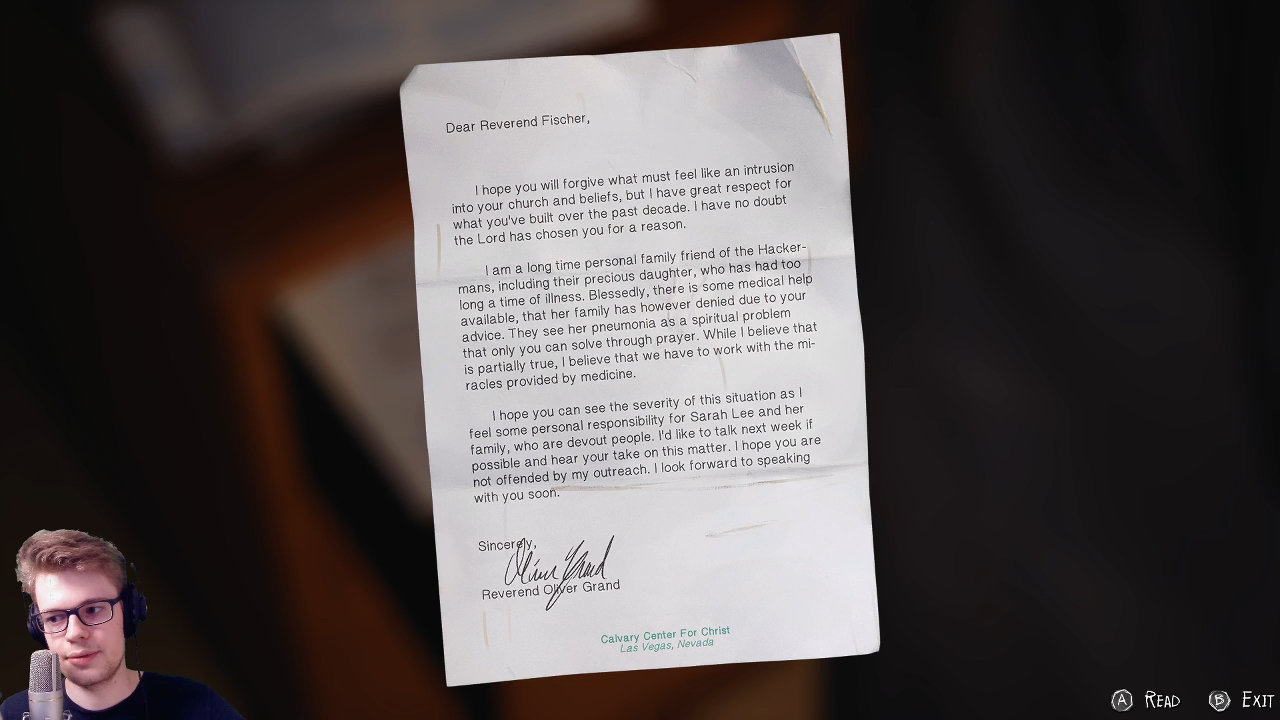 Dear Reverend Fischer,
I hope you will forgive what must feel like an intrusion
into your church and beliefs, but I have great respect for
what you've built over the past decade. I have no doubt
the Lord has chosen you for a reason.
I am a long time personal family friend of the Hacker-
mans, including their precious daughter, who has had too
long a time of illness. Blessedly, there is some medical help
available, that her family has however denied due to your
advice. They see her pneumonia as a spiritual problem
that only you can solve through prayer. While I believe that
is partially true, I believe that we have to work with the mi-
racles provided by medicine.
I hope you can see the severity of this situation as I
feel some personal responsibility for Sarah Lee and her
family, who are devout people. I'd like to talk next week if
possible and hear your take on this matter. I hope you are
not offended by my outreach. I look forward to speaking
with you soon.
Sincerely,
Oliver Grand
Reverend Oliver Grand
Calvary Center For Christ
Las Vegas, Nevada
A READ B EXIT